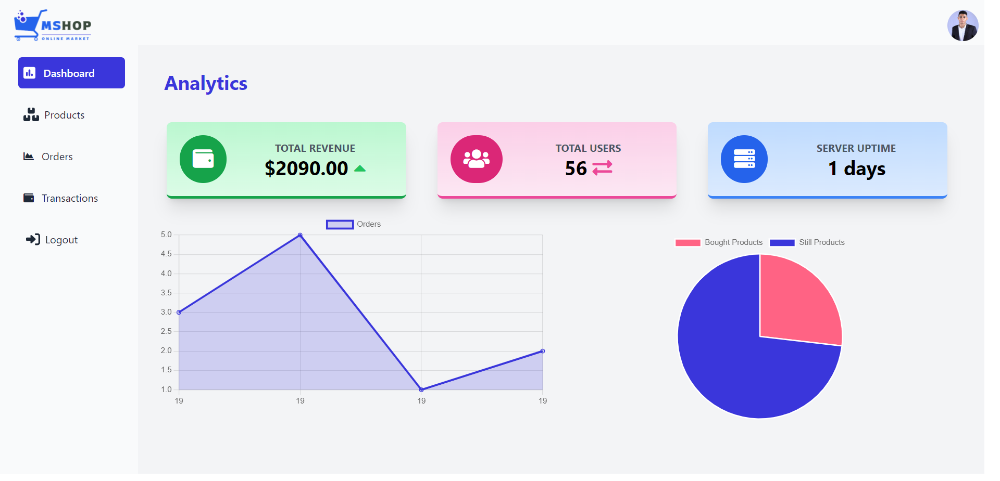 MSHOP
ONLINE MARKET
Dashboard
Products
Orders
Transactions
Logout
Analytics
TOTAL REVENUE
$2090.00
TOTAL USERS
56
SERVER UPTIME
1 days
Orders
5.0
4.5
4.0
3.5
3.0
2.5
2.0
1.5
1.0
19 19 19 19
Bought Products Still Products